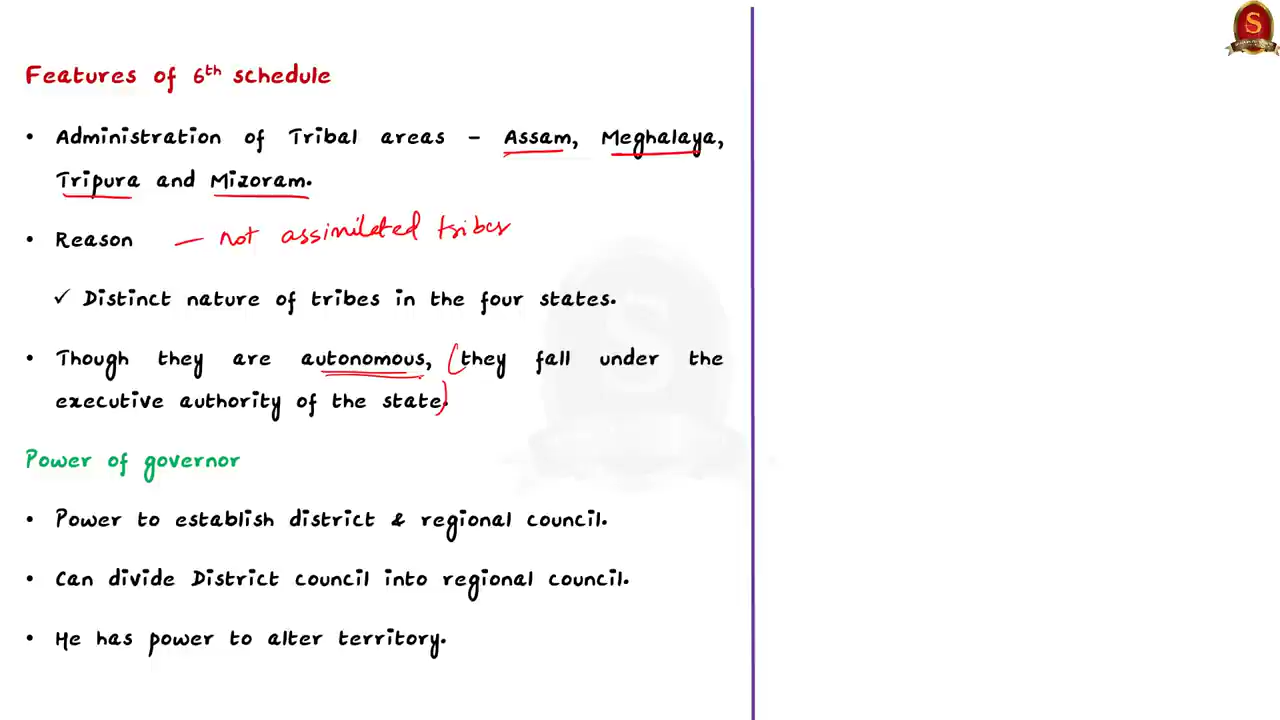 Features of 6th schedule
• Administration of Tribal areas – Assam, Meghalaya,
Tripura and Mizoram.
• Reason — not assimilated tribes
✓ Distinct nature of tribes in the four states.
• Though they are autonomous, (they fall under the
executive authority of the state.)
Power of governor
• Power to establish district & regional council.
• Can divide District council into regional council.
• He has power to alter territory.
S